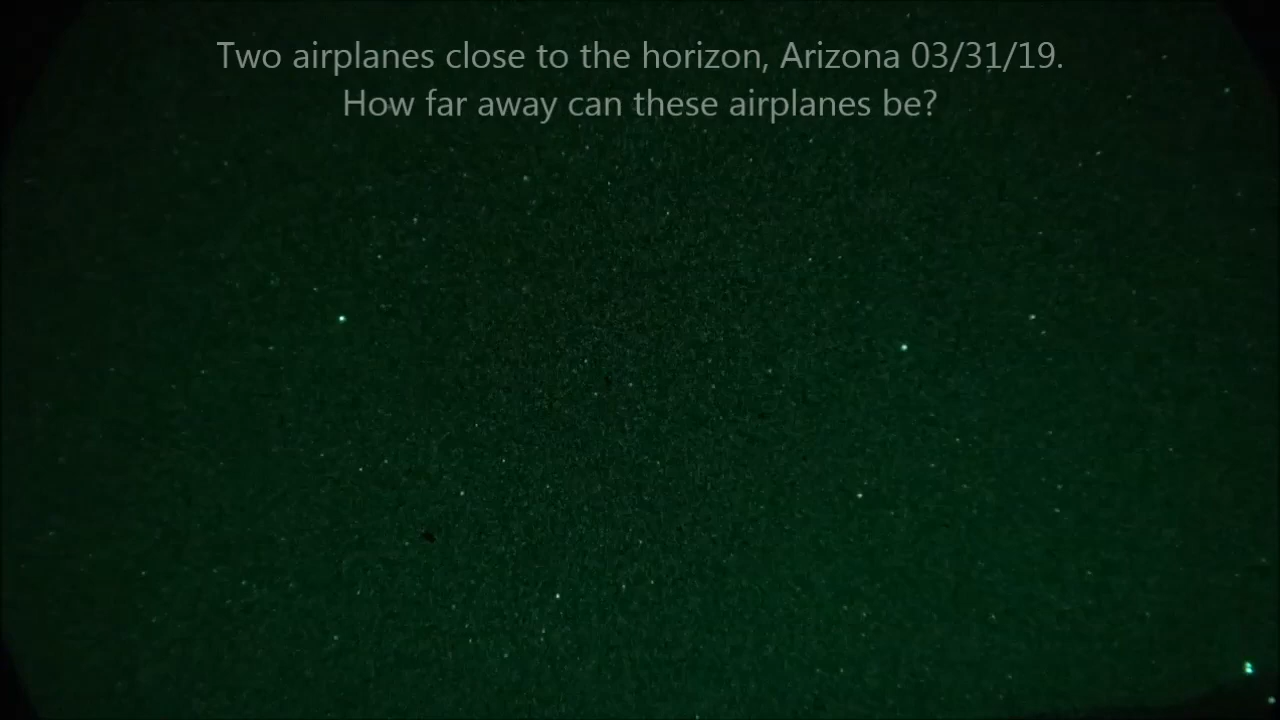 Two airplanes close to the horizon, Arizona 03/31/19.
How far away can these airplanes be?